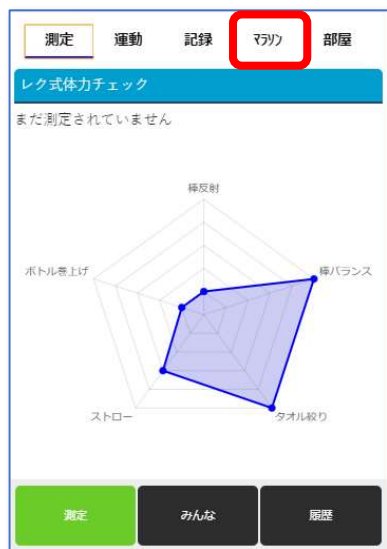 測定 運動 記録 ﾏﾗｿﾝ 部屋
レク式体力チェック
まだ測定されていません
棒反射
ボトル巻上げ 棒バランス
ストロー タオル絞り
測定 みんな 履歴